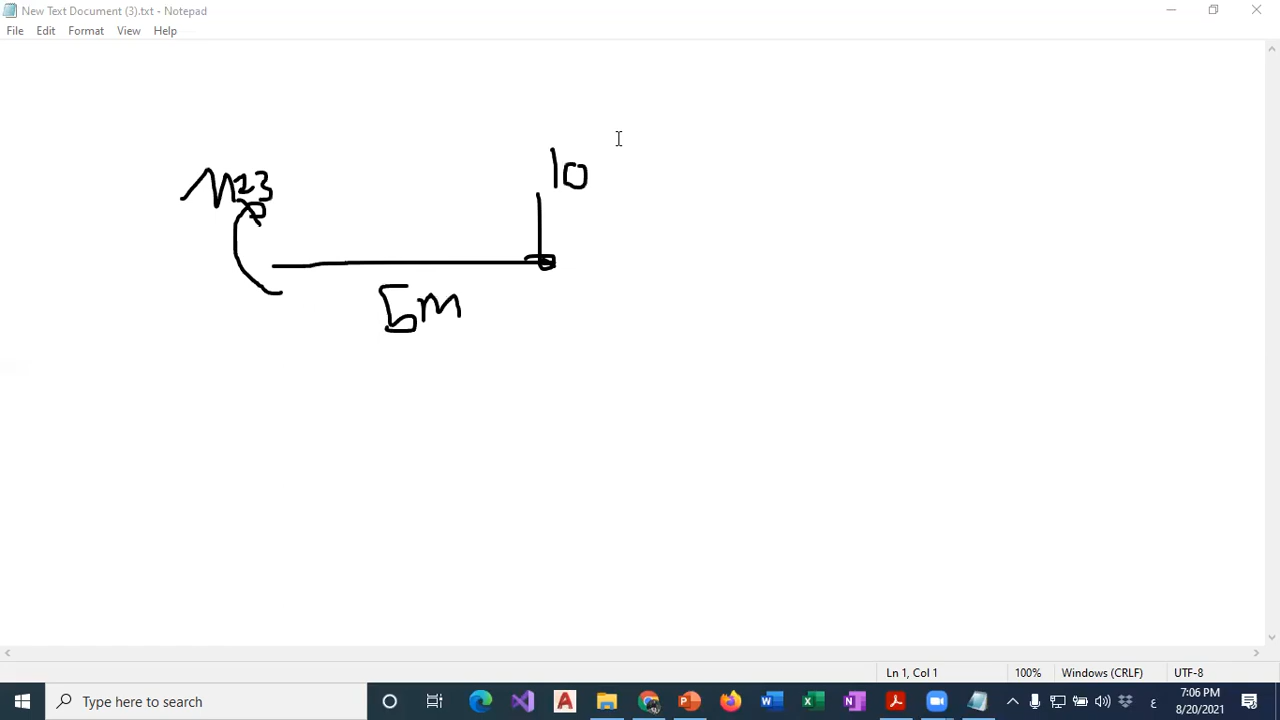 New Text Document (3).txt - Notepad
File Edit Format View Help
10
M23
5m
Ln 1, Col 1 100% Windows (CRLF) UTF-8
Type here to search
ع
7:06 PM
8/20/2021